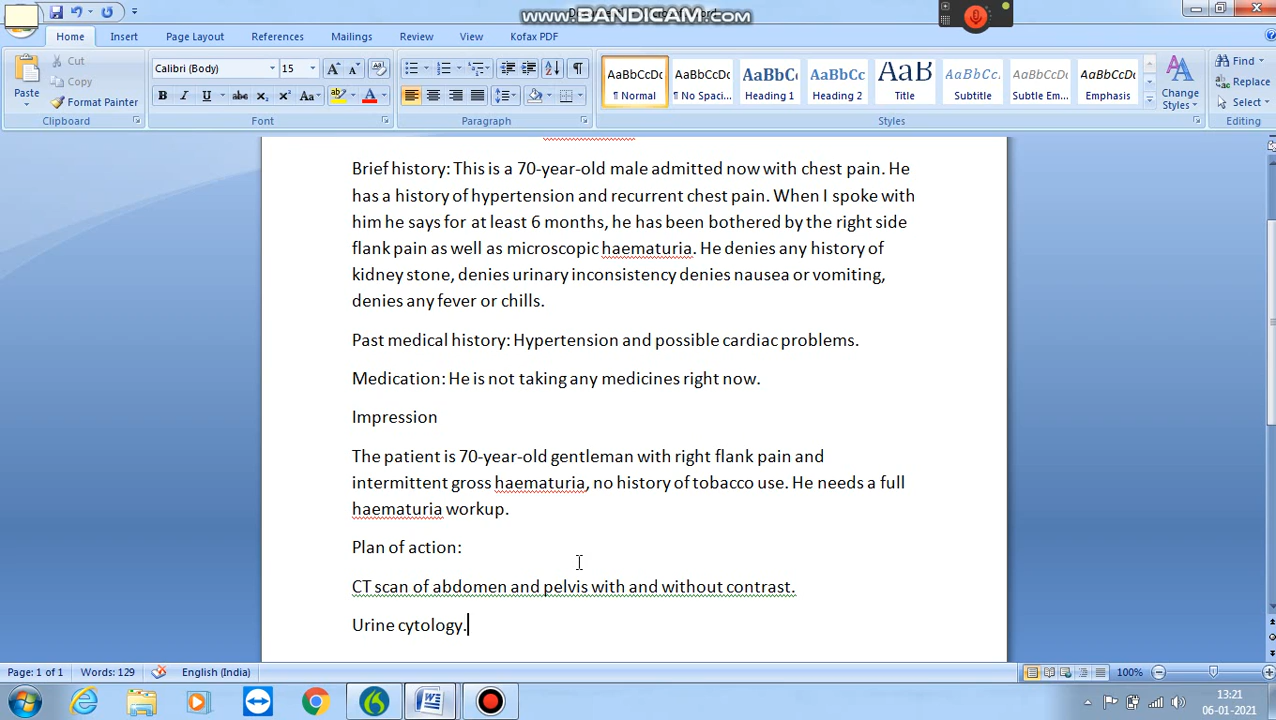 www.BANDICAM.com
Home Insert Page Layout References Mailings Review View Kofax PDF
Cut
Copy
Format Painter
Paste
Clipboard
Calibri (Body) 15
B I U abc X₂ X² Aa
Font
Paragraph
AaBbCcDc AaBbCcDc AaBbC AaBbCc AaB AaBbCc. AaBbCcDc AaBbCcDc
¶ Normal ¶ No Spaci... Heading 1 Heading 2 Title Subtitle Subtle Em... Emphasis
Styles
Change Styles
Find
Replace
Select
Editing
Brief history: This is a 70-year-old male admitted now with chest pain. He
has a history of hypertension and recurrent chest pain. When I spoke with
him he says for at least 6 months, he has been bothered by the right side
flank pain as well as microscopic haematuria. He denies any history of
kidney stone, denies urinary inconsistency denies nausea or vomiting,
denies any fever or chills.
Past medical history: Hypertension and possible cardiac problems.
Medication: He is not taking any medicines right now.
Impression
The patient is 70-year-old gentleman with right flank pain and
intermittent gross haematuria, no history of tobacco use. He needs a full
haematuria workup.
Plan of action:
CT scan of abdomen and pelvis with and without contrast.
Urine cytology.
Page: 1 of 1 Words: 129 English (India) 100%
13:21
06-01-2021